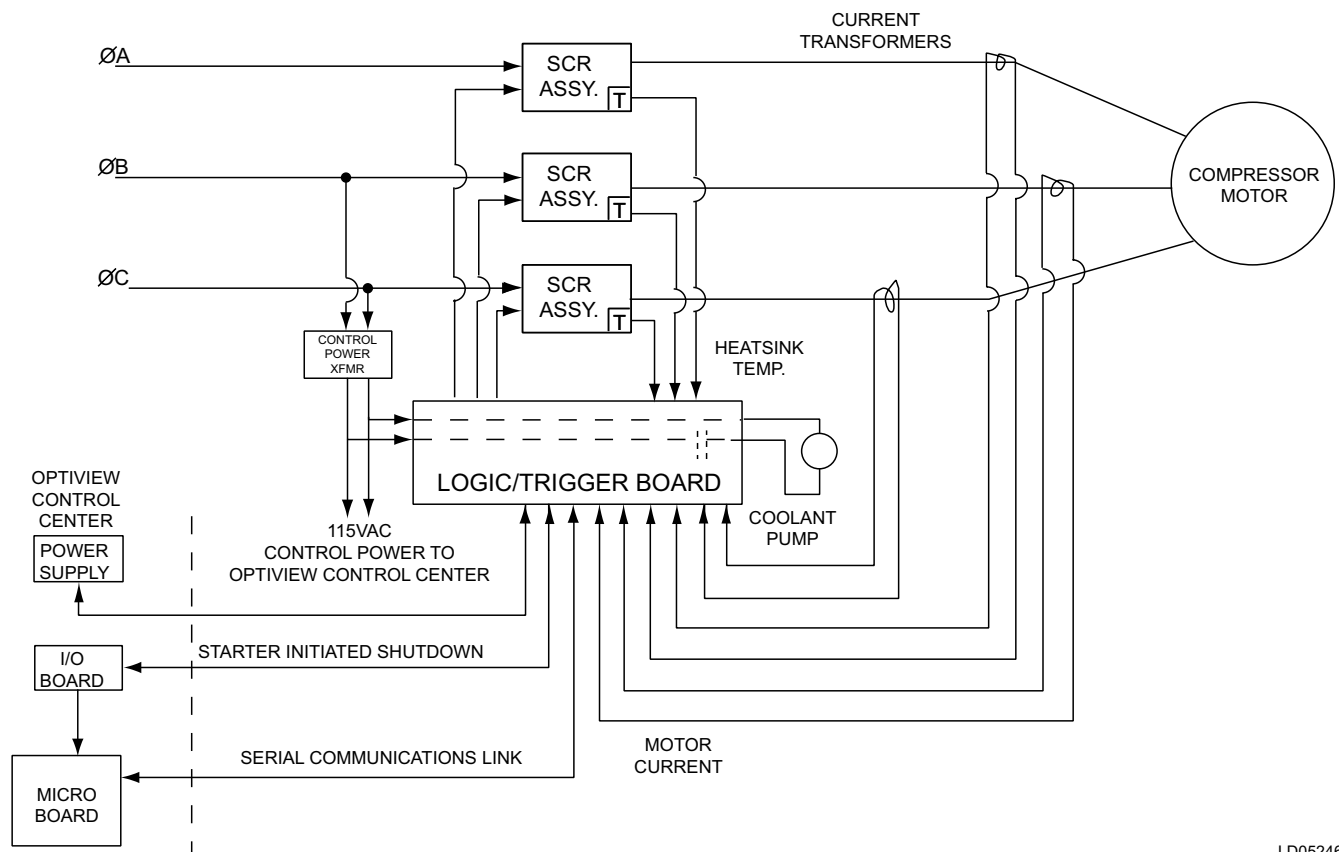 CURRENT
TRANSFORMERS
ØA
SCR
ASSY.
T
ØB
SCR
ASSY.
T
COMPRESSOR
MOTOR
ØC
SCR
ASSY.
T
CONTROL
POWER
XFMR
HEATSINK
TEMP.
LOGIC/TRIGGER BOARD
COOLANT
PUMP
OPTIVIEW
CONTROL
CENTER
POWER
SUPPLY
115VAC
CONTROL POWER TO
OPTIVIEW CONTROL CENTER
I/O
BOARD
STARTER INITIATED SHUTDOWN
SERIAL COMMUNICATIONS LINK
MOTOR
CURRENT
MICRO
BOARD
LD05246